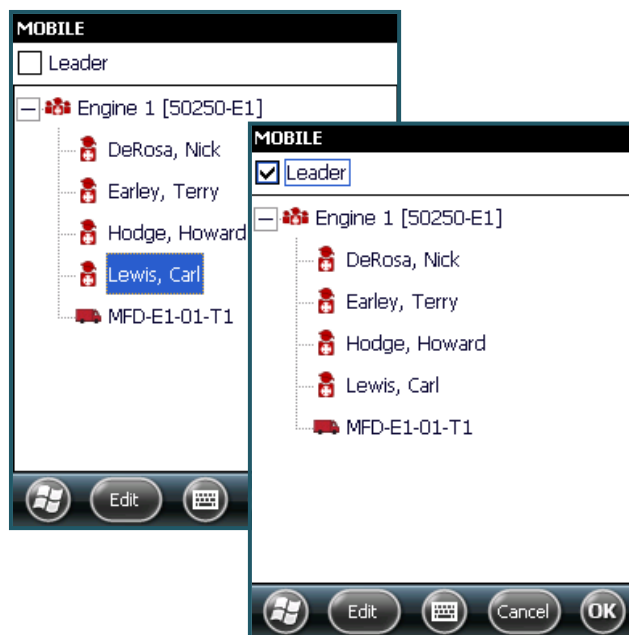 MOBILE
Leader
Engine 1 [50250-E1]
DeRosa, Nick
Earley, Terry
Hodge, Howard
Lewis, Carl
MFD-E1-01-T1
Edit
MOBILE
Leader
Engine 1 [50250-E1]
DeRosa, Nick
Earley, Terry
Hodge, Howard
Lewis, Carl
MFD-E1-01-T1
Edit
Cancel
OK